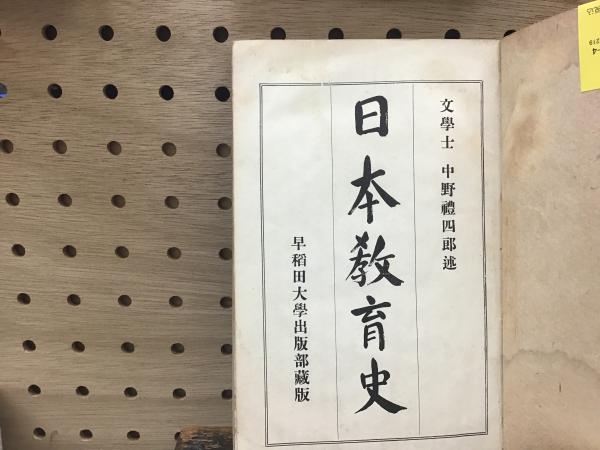 文學士 中野禮四郎述
日本敎育史
早稻田大學出版部藏版